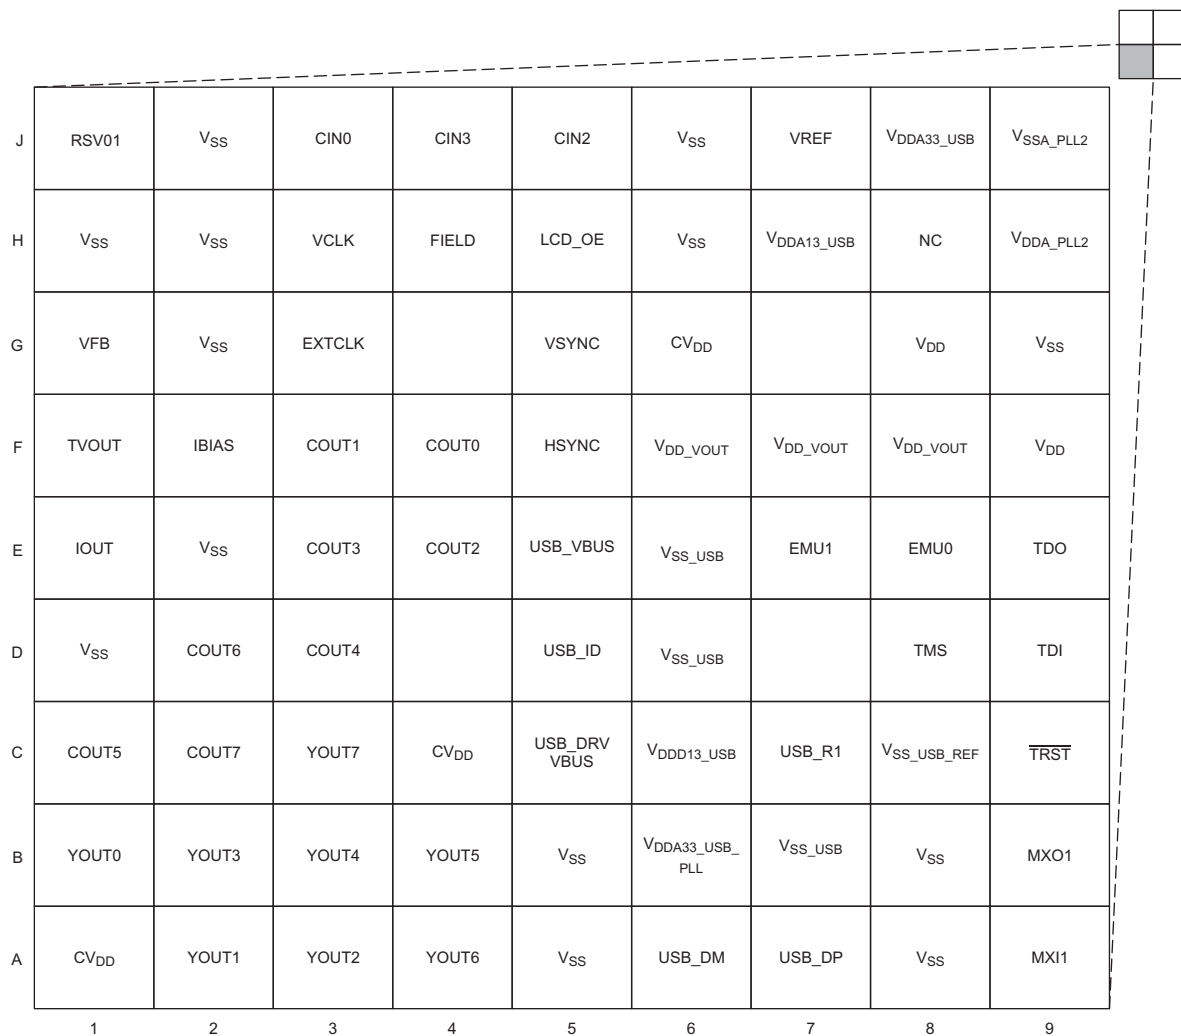 J RSV01 VSS CIN0 CIN3 CIN2 VSS VREF VDDA33_USB VSSA_PLL2
H VSS VSS VCLK FIELD LCD_OE VSS VDDA13_USB NC VDDA_PLL2
G VFB VSS EXTCLK VSYNC CVDD VDD VSS
F TVOUT IBIAS COUT1 COUT0 HSYNC VDD_VOUT VDD_VOUT VDD_VOUT VDD
E IOUT VSS COUT3 COUT2 USB_VBUS VSS_USB EMU1 EMU0 TDO
D VSS COUT6 COUT4 USB_ID VSS_USB TMS TDI
C COUT5 COUT7 YOUT7 CVDD USB_DRV VBUS VDDD13_USB USB_R1 VSS_USB_REF TRST
B YOUT0 YOUT3 YOUT4 YOUT5 VSS VDDA33_USB_ PLL VSS_USB VSS MXO1
A CVDD YOUT1 YOUT2 YOUT6 VSS USB_DM USB_DP VSS MXI1
1 2 3 4 5 6 7 8 9